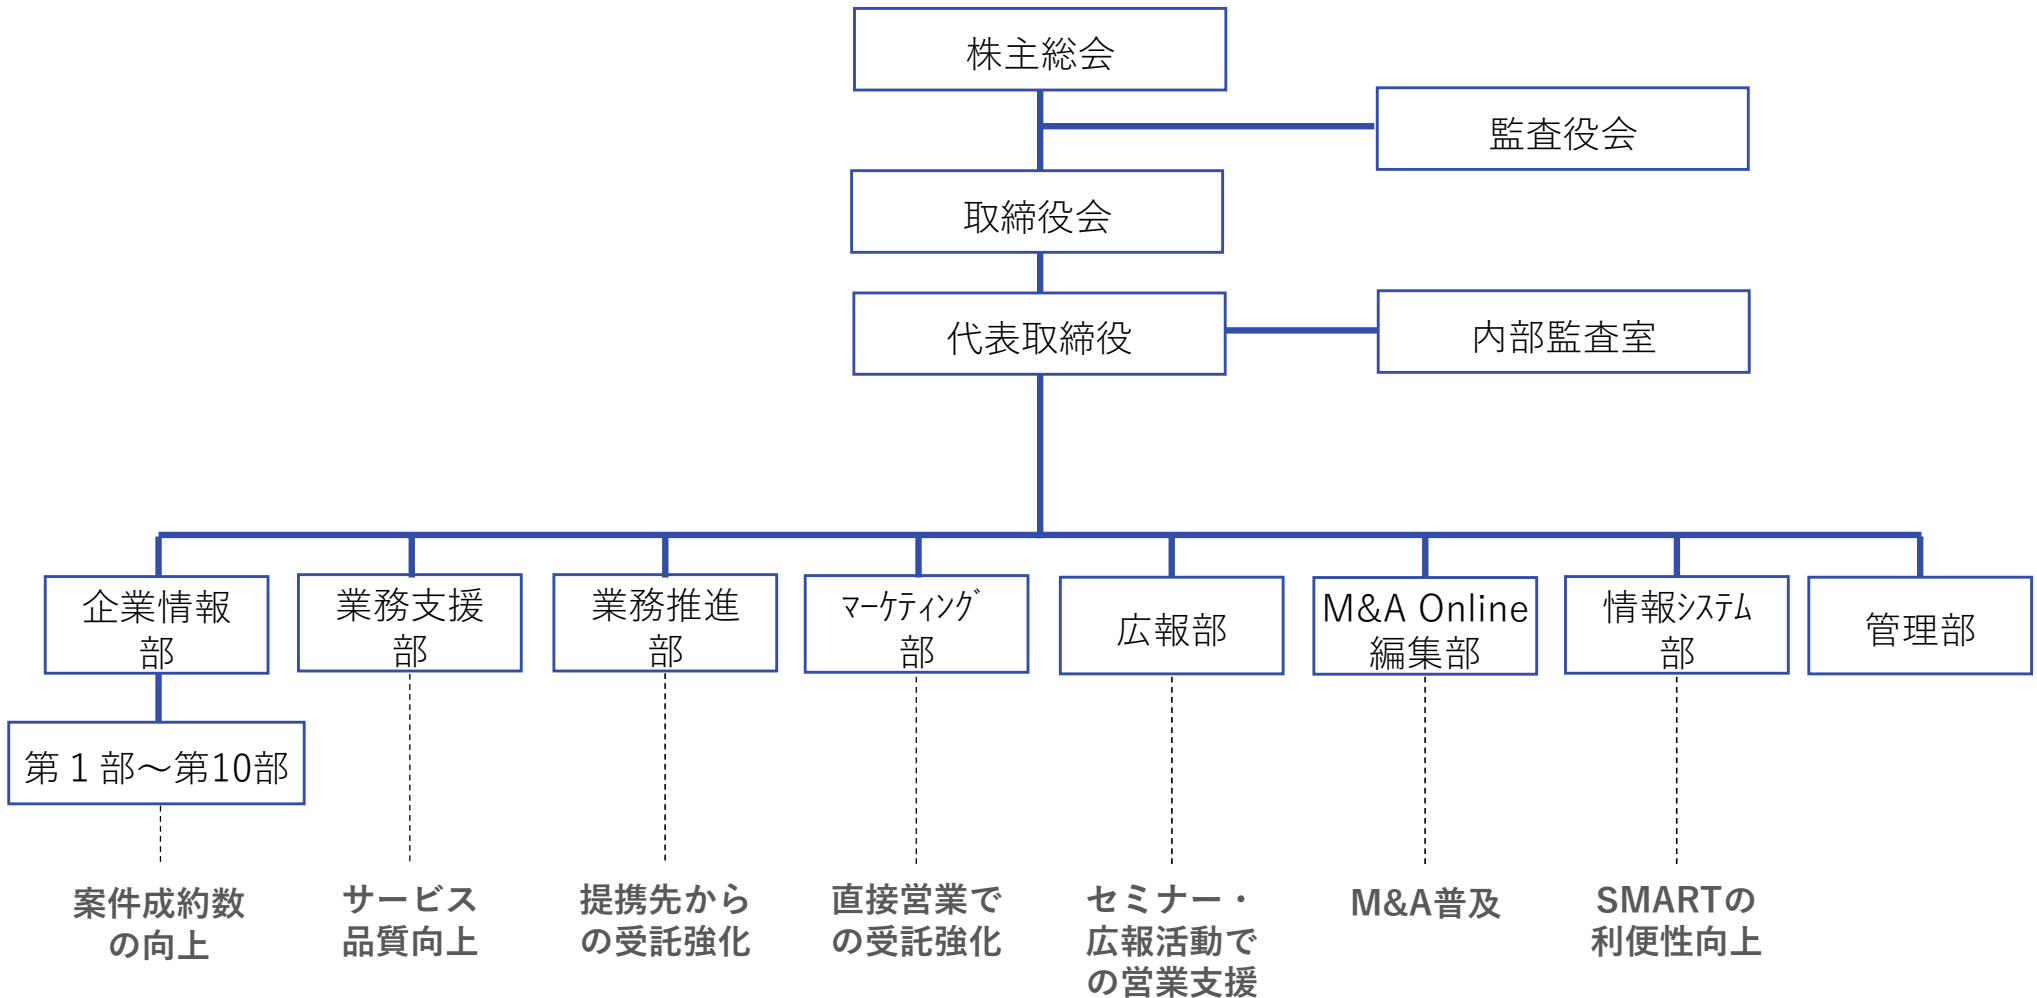 株主総会
監査役会
取締役会
代表取締役
内部監査室
企業情報
部
業務支援
部
業務推進
部
ﾏｰｹﾃｨﾝｸﾞ
部
広報部
M&A Online
編集部
情報ｼｽﾃﾑ
部
管理部
第１部～第10部
案件成約数
の向上
サービス
品質向上
提携先から
の受託強化
直接営業で
の受託強化
セミナー・
広報活動で
の営業支援
M&A普及
SMARTの
利便性向上